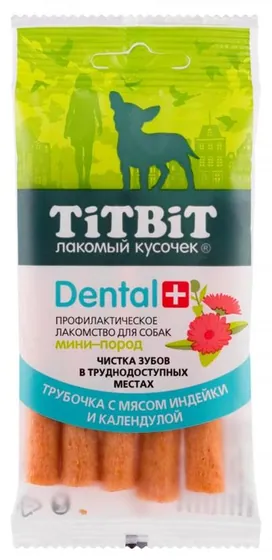 TiTBiT
лакомый кусочек®
Dental+
ПРОФИЛАКТИЧЕСКОЕ
ЛАКОМСТВО ДЛЯ СОБАК
мини-пород
ЧИСТКА ЗУБОВ
В ТРУДНОДОСТУПНЫХ
МЕСТАХ
ТРУБОЧКА С МЯСОМ ИНДЕЙКИ
И КАЛЕНДУЛОЙ